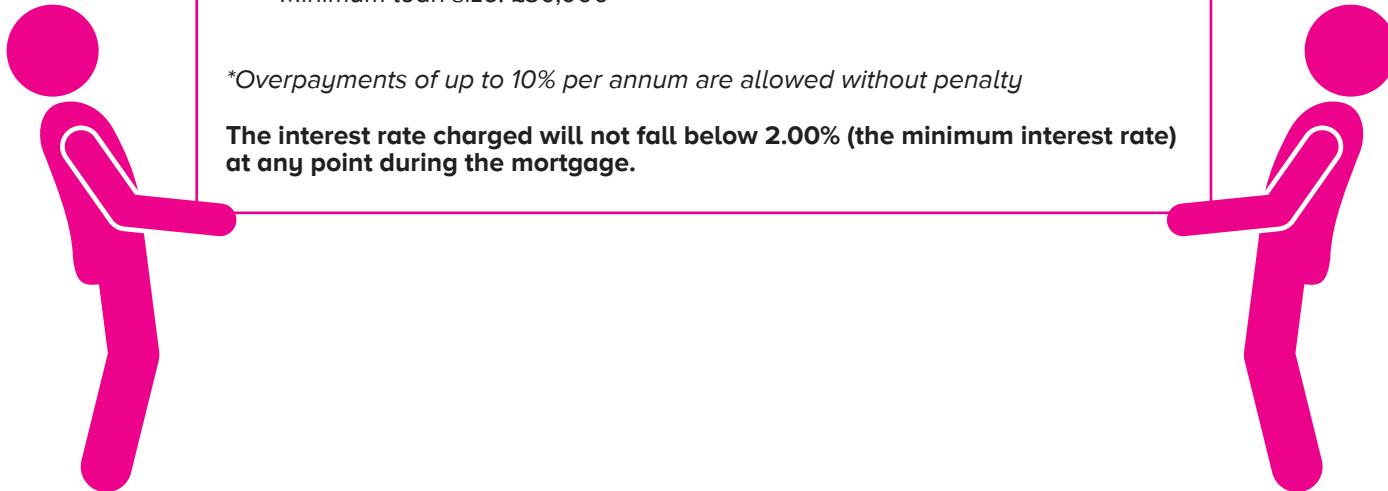 *Overpayments of up to 10% per annum are allowed without penalty
The interest rate charged will not fall below 2.00% (the minimum interest rate)
at any point during the mortgage.